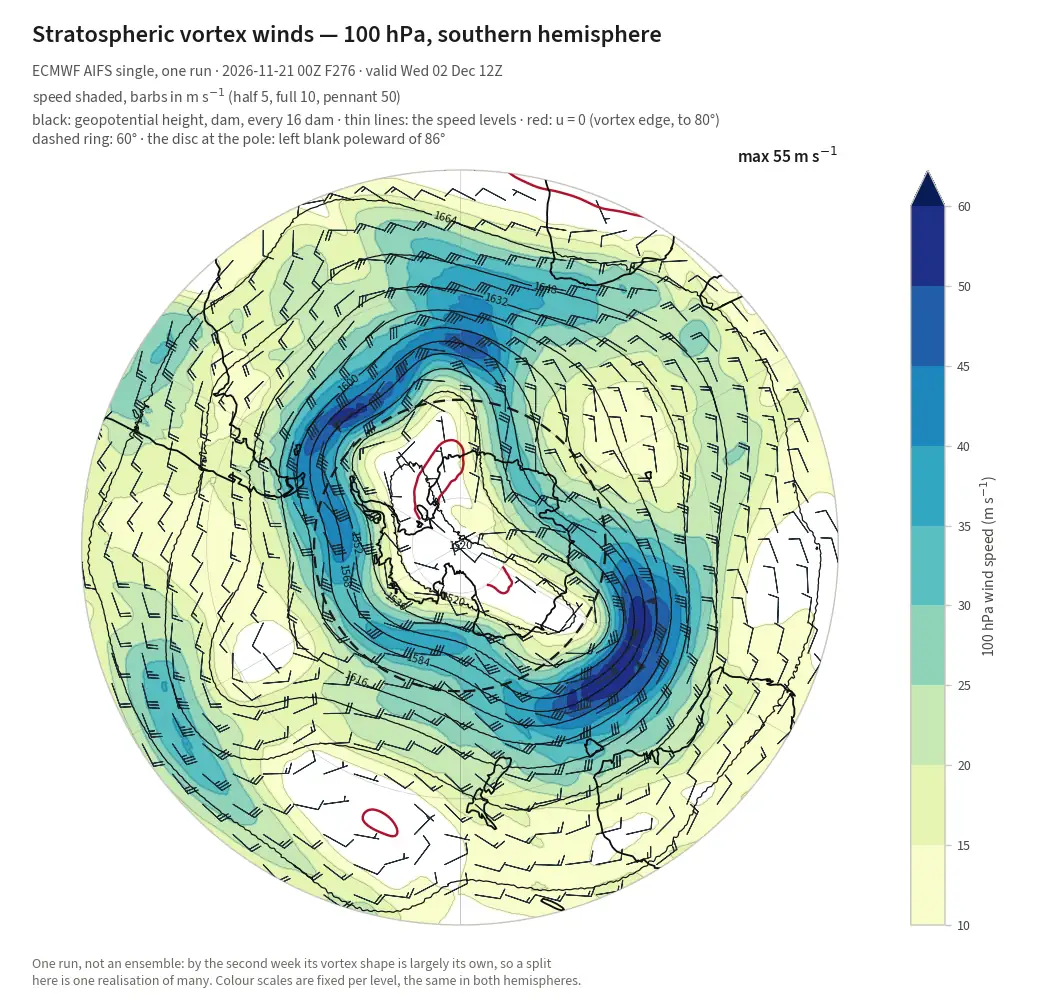 Stratospheric vortex winds — 100 hPa, southern hemisphere
ECMWF AIFS single, one run · 2026-11-21 00Z F276 · valid Wed 02 Dec 12Z
speed shaded, barbs in m s⁻¹ (half 5, full 10, pennant 50)
black: geopotential height, dam, every 16 dam · thin lines: the speed levels · red: u = 0 (vortex edge, to 80°)
dashed ring: 60° · the disc at the pole: left blank poleward of 86°
max 55 m s⁻¹
1664
1648
1632
1600
1552
1568
1520
1536
1520
1584
1616
60
50
45
40
35
30
25
20
15
10
100 hPa wind speed (m s⁻¹)
One run, not an ensemble: by the second week its vortex shape is largely its own, so a split
here is one realisation of many. Colour scales are fixed per level, the same in both hemispheres.